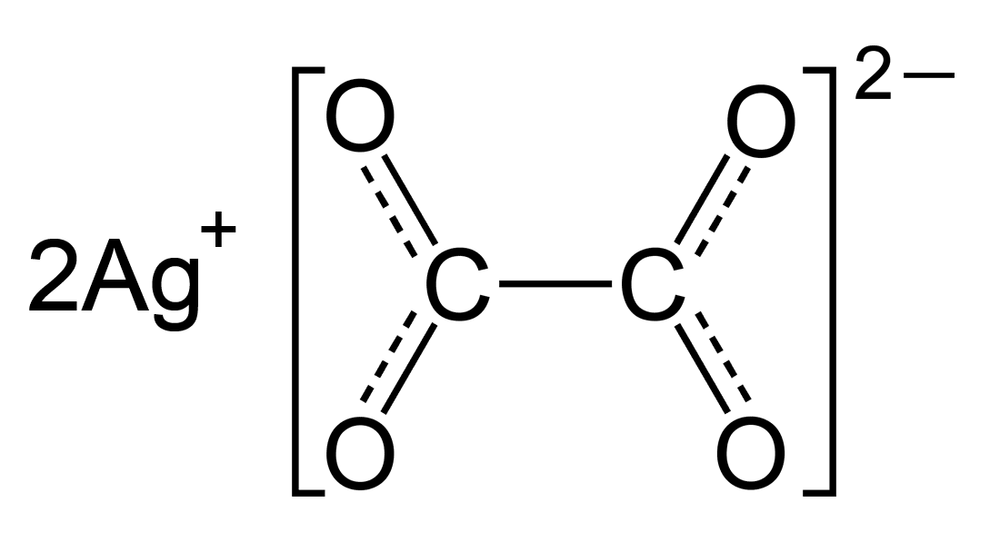 O O 2−
2Ag+ C C
O O